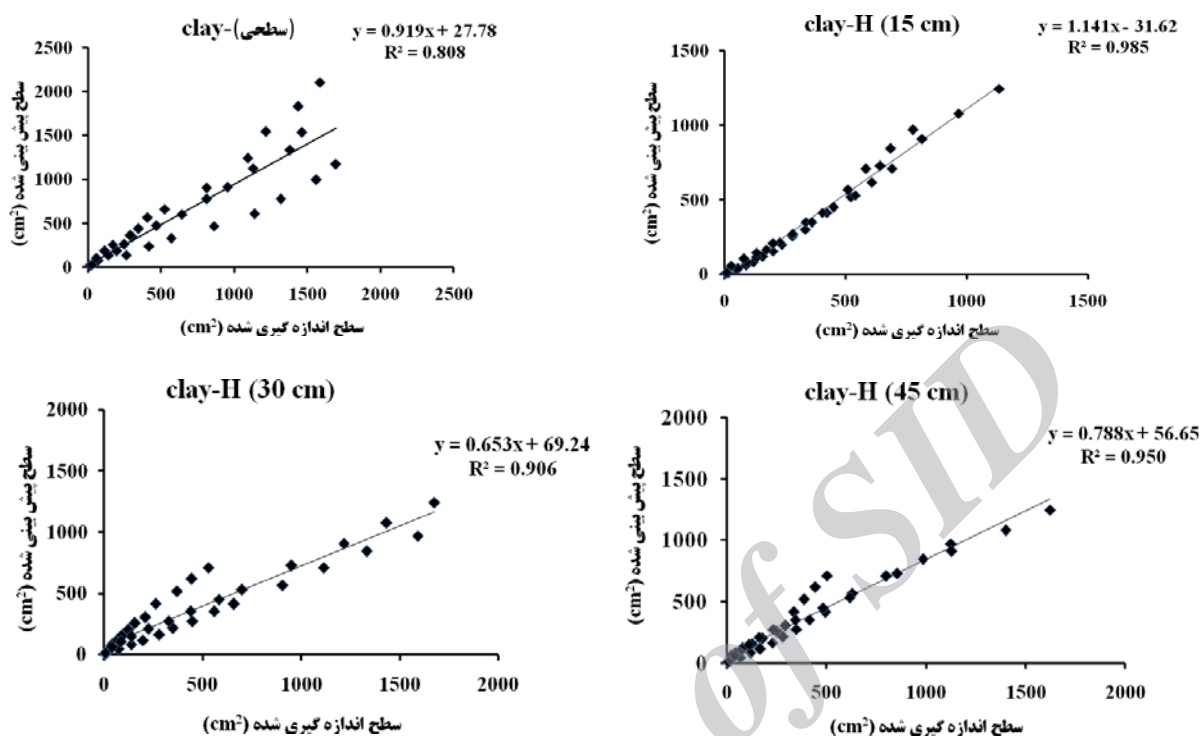 clay-(سطحی)
y = 0.919x + 27.78
R² = 0.808
سطح پیش بینی شده (cm²)
2500
2000
1500
1000
500
0
0 500 1000 1500 2000 2500
سطح اندازه گیری شده (cm²)
clay-H (15 cm)
y = 1.141x - 31.62
R² = 0.985
سطح پیش بینی شده (cm²)
1500
1000
500
0
0 500 1000 1500
سطح اندازه گیری شده (cm²)
clay-H (30 cm)
y = 0.653x + 69.24
R² = 0.906
سطح پیش بینی شده (cm²)
2000
1500
1000
500
0
0 500 1000 1500 2000
سطح اندازه گیری شده (cm²)
clay-H (45 cm)
y = 0.788x + 56.65
R² = 0.950
سطح پیش بینی شده (cm²)
2000
1500
1000
500
0
0 500 1000 1500 2000
سطح اندازه گیری شده (cm²)
of SID